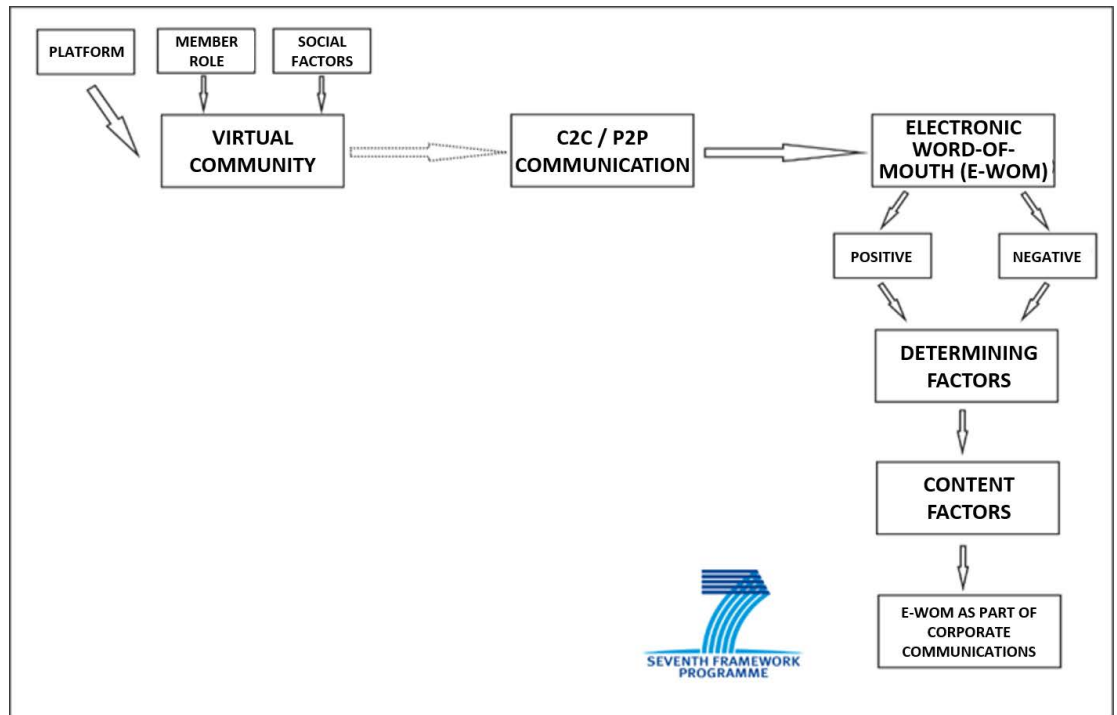 PLATFORM
MEMBER
ROLE
SOCIAL
FACTORS
VIRTUAL
COMMUNITY
C2C / P2P
COMMUNICATION
ELECTRONIC
WORD-OF-
MOUTH (E-WOM)
POSITIVE
NEGATIVE
DETERMINING
FACTORS
CONTENT
FACTORS
E-WOM AS PART OF
CORPORATE
COMMUNICATIONS
SEVENTH FRAMEWORK
PROGRAMME